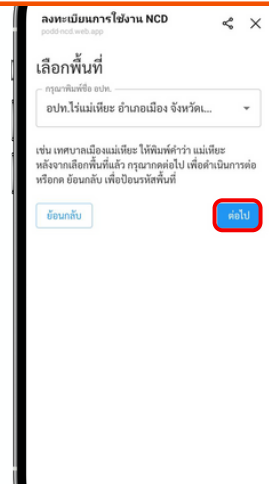 ลงทะเบียนการใช้งาน NCD
podd-ncd.web.app
เลือกพื้นที่
กรุณาพิมพ์ชื่อ อปท.
อปท.ไร่แม่เหียะ อำเภอเมือง จังหวัดเ...
เช่น เทศบาลเมืองแม่เหียะ ให้พิมพ์คำว่า แม่เหียะ
หลังจากเลือกพื้นที่แล้ว กรุณากดต่อไป เพื่อดำเนินการต่อ
หรือกด ย้อนกลับ เพื่อป้อนรหัสพื้นที่
ย้อนกลับ
ต่อไป